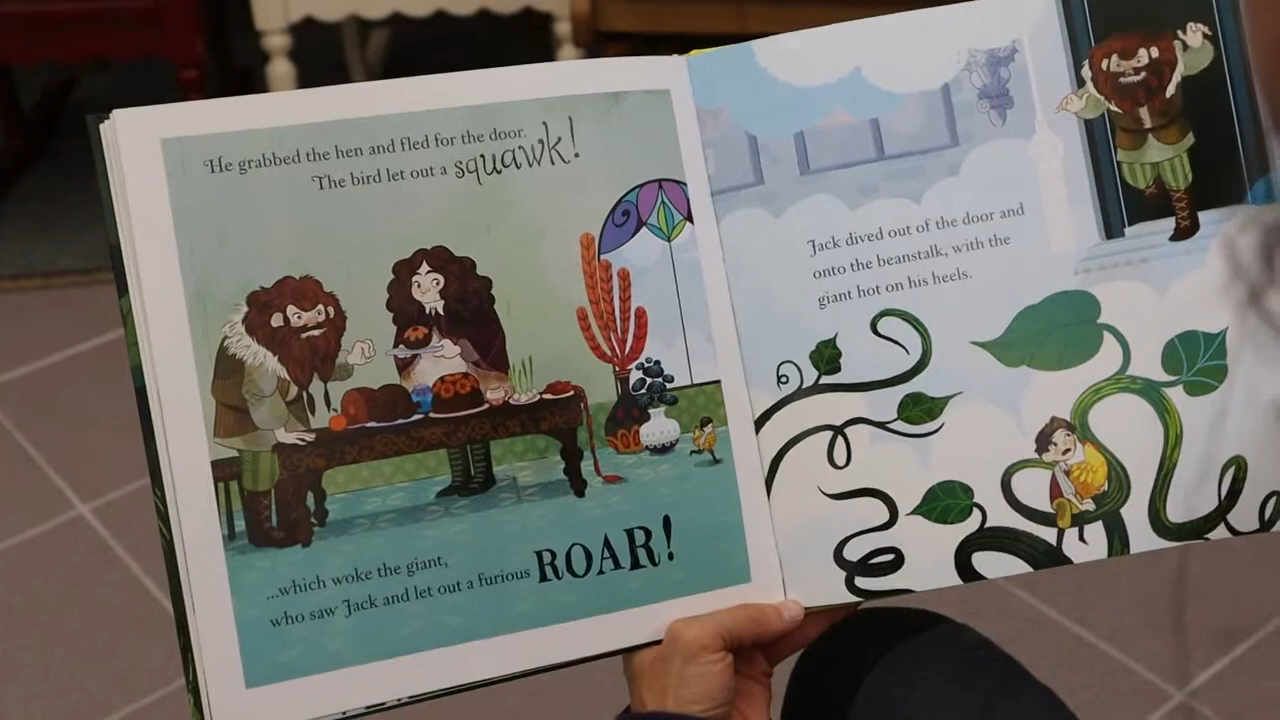 He grabbed the hen and fled for the door.
The bird let out a squawk!
...which woke the giant,
who saw Jack and let out a furious ROAR!
Jack dived out of the door and
onto the beanstalk, with the
giant hot on his heels.